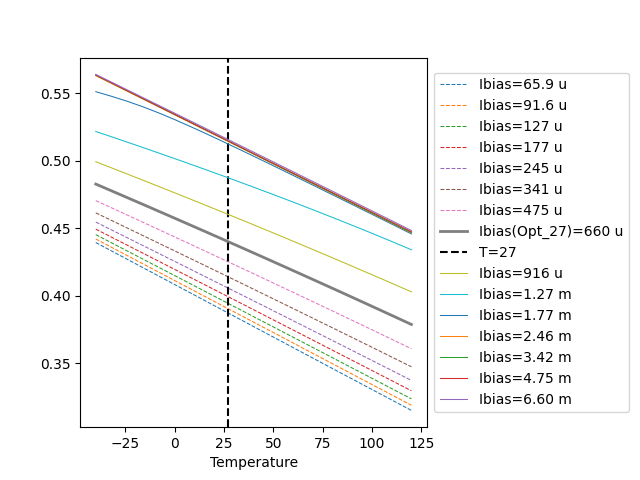 0.55
0.50
0.45
0.40
0.35
−25
0
25
50
75
100
125
Temperature
Ibias=65.9 u
Ibias=91.6 u
Ibias=127 u
Ibias=177 u
Ibias=245 u
Ibias=341 u
Ibias=475 u
Ibias(Opt_27)=660 u
T=27
Ibias=916 u
Ibias=1.27 m
Ibias=1.77 m
Ibias=2.46 m
Ibias=3.42 m
Ibias=4.75 m
Ibias=6.60 m